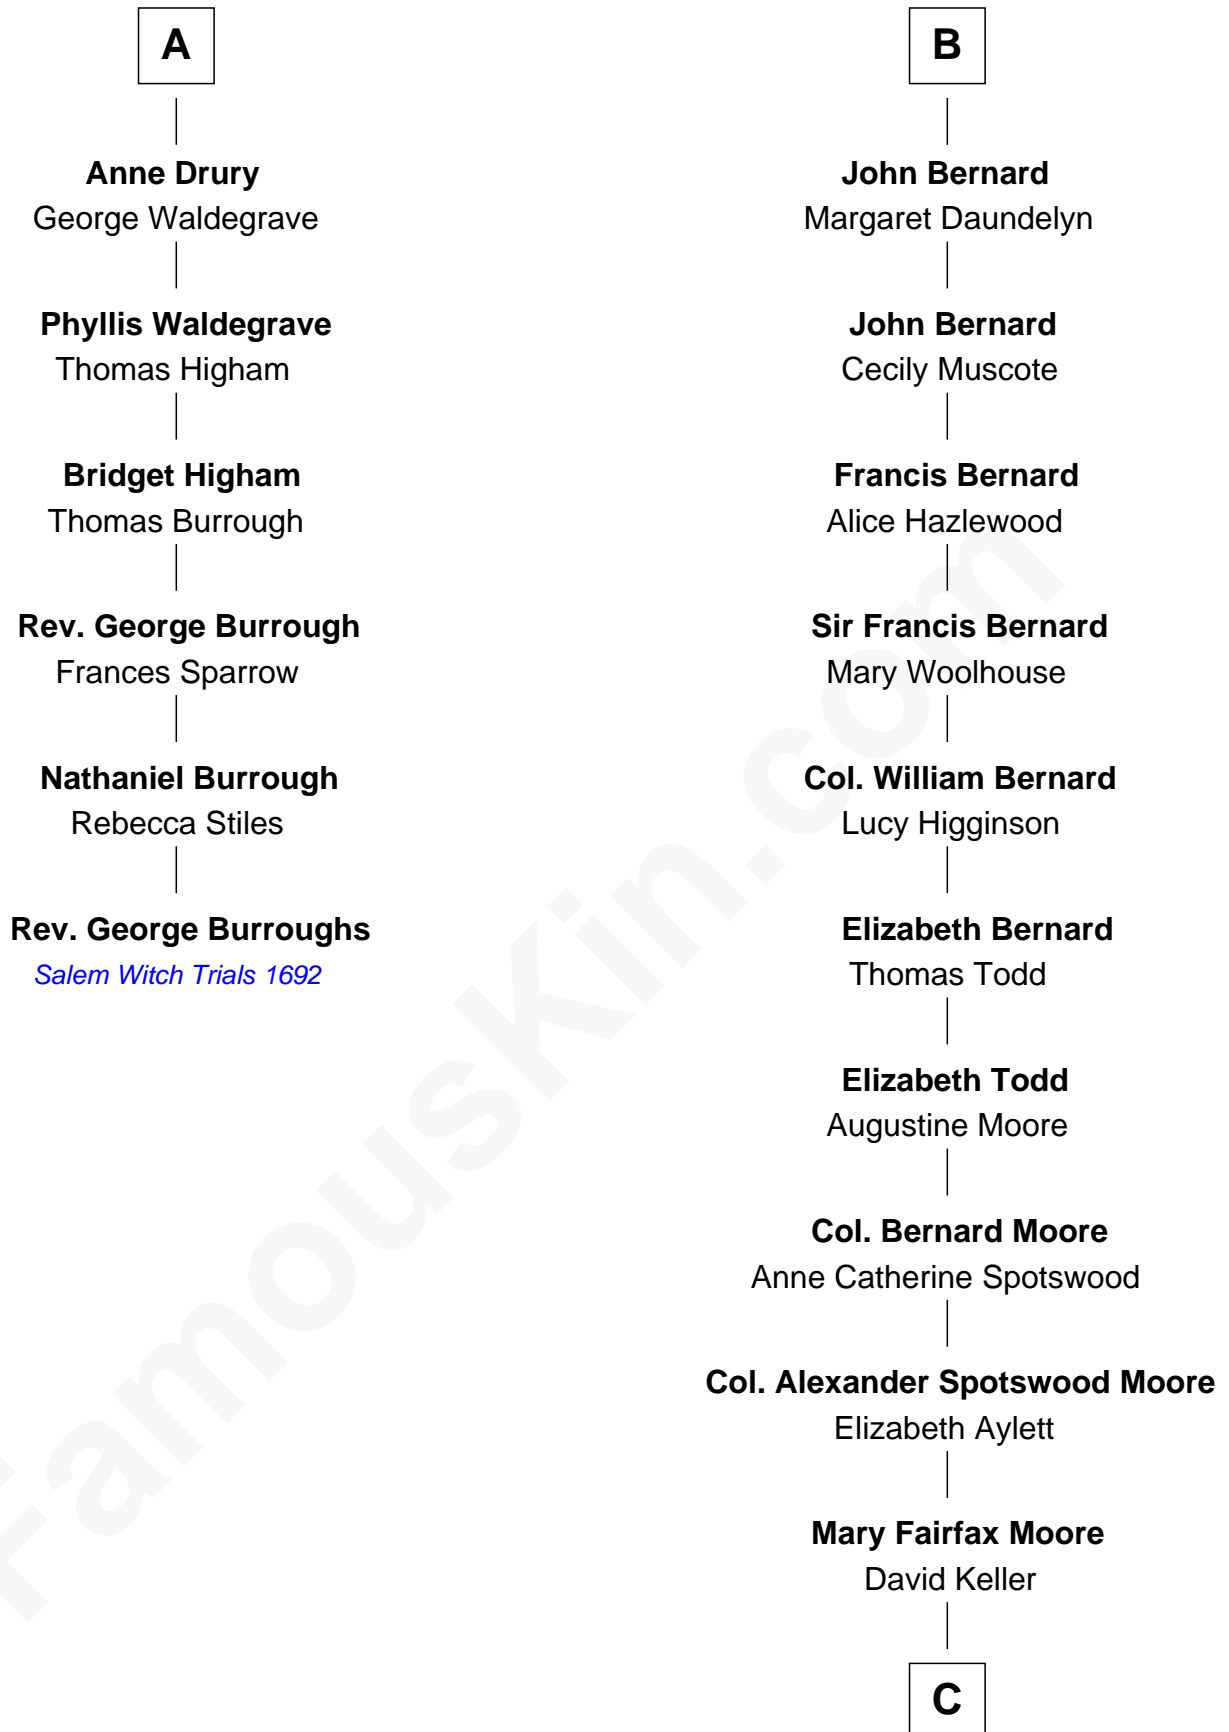 A
Anne Drury
George Waldegrave
Phyllis Waldegrave
Thomas Higham
Bridget Higham
Thomas Burrough
Rev. George Burrough
Frances Sparrow
Nathaniel Burrough
Rebecca Stiles
Rev. George Burroughs
Salem Witch Trials 1692
B
John Bernard
Margaret Daundelyn
John Bernard
Cecily Muscote
Francis Bernard
Alice Hazlewood
Sir Francis Bernard
Mary Woolhouse
Col. William Bernard
Lucy Higginson
Elizabeth Bernard
Thomas Todd
Elizabeth Todd
Augustine Moore
Col. Bernard Moore
Anne Catherine Spotswood
Col. Alexander Spotswood Moore
Elizabeth Aylett
Mary Fairfax Moore
David Keller
C
FamousKin.com